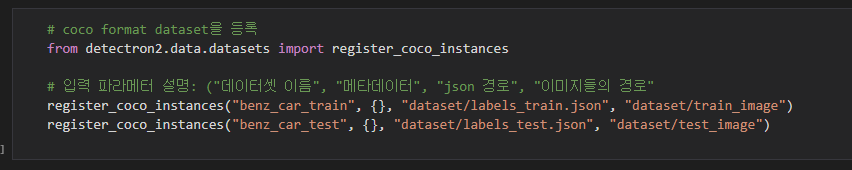 # coco format dataset을 등록
from detectron2.data.datasets import register_coco_instances
# 입력 파라메터 설명: ("데이터셋 이름", "메타데이터", "json 경로", "이미지들의 경로"
register_coco_instances("benz_car_train", {}, "dataset/labels_train.json", "dataset/train_image")
register_coco_instances("benz_car_test", {}, "dataset/labels_test.json", "dataset/test_image")
]